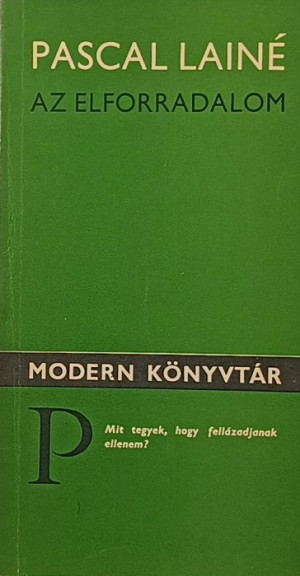 PASCAL LAINÉ
AZ ELFORRADALOM
MODERN KÖNYVTÁR
P
Mit tegyek, hogy fellázadjanak
ellenem?